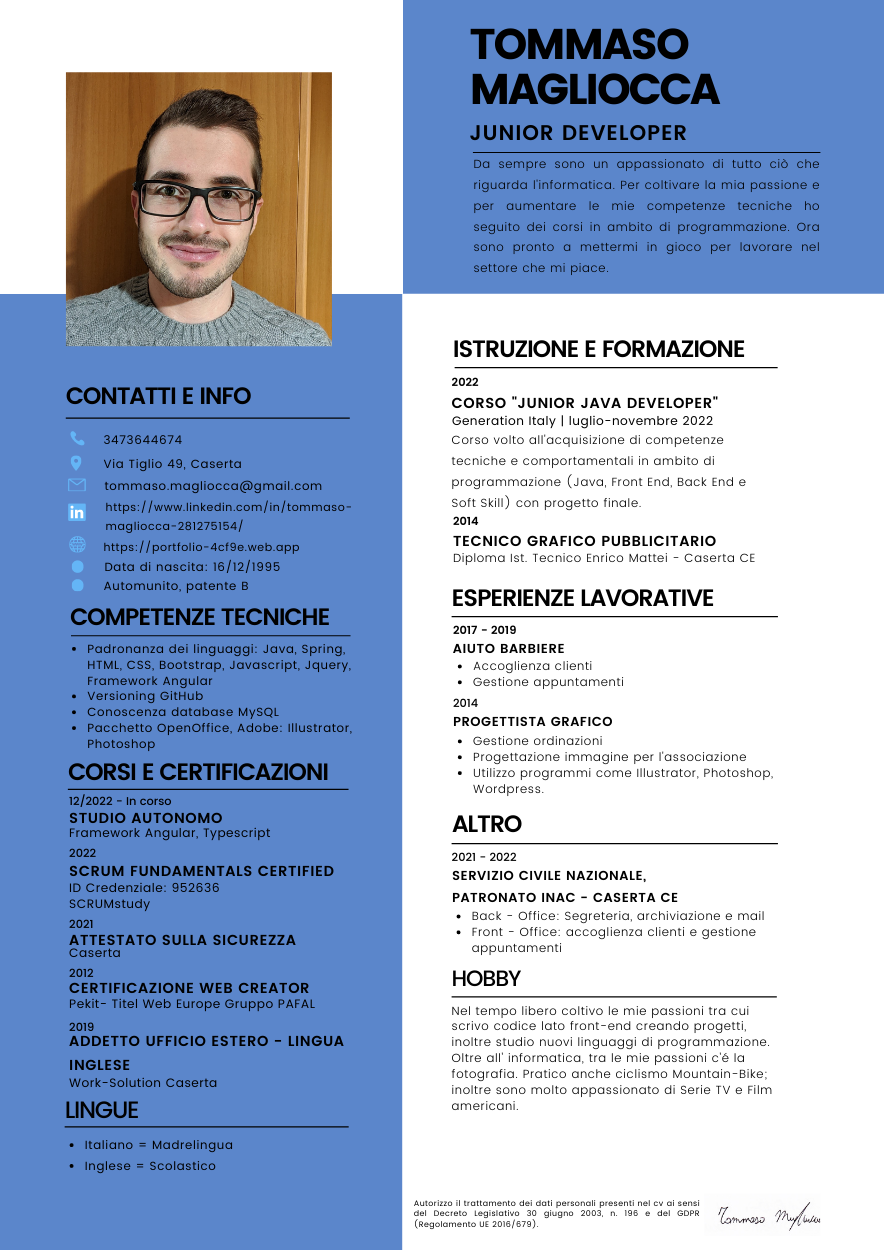 TOMMASO
MAGLIOCCA
JUNIOR DEVELOPER
Da sempre sono un appassionato di tutto ciò che
riguarda l'informatica. Per coltivare la mia passione e
per aumentare le mie competenze tecniche ho
seguito dei corsi in ambito di programmazione. Ora
sono pronto a mettermi in gioco per lavorare nel
settore che mi piace.
CONTATTI E INFO
3473644674
Via Tiglio 49, Caserta
tommaso.magliocca@gmail.com
in
https://www.linkedin.com/in/tommaso-
magliocca-281275154/
https://portfolio-4cf9e.web.app
Data di nascita: 16/12/1995
Automunito, patente B
COMPETENZE TECNICHE
• Padronanza dei linguaggi: Java, Spring,
HTML, CSS, Bootstrap, Javascript, Jquery,
Framework Angular
• Versioning GitHub
• Conoscenza database MySQL
• Pacchetto OpenOffice, Adobe: Illustrator,
Photoshop
CORSI E CERTIFICAZIONI
12/2022 - In corso
STUDIO AUTONOMO
Framework Angular, Typescript
2022
SCRUM FUNDAMENTALS CERTIFIED
ID Credenziale: 952636
SCRUMstudy
2021
ATTESTATO SULLA SICUREZZA
Caserta
2012
CERTIFICAZIONE WEB CREATOR
Pekit- Titel Web Europe Gruppo PAFAL
2019
ADDETTO UFFICIO ESTERO - LINGUA
INGLESE
Work-Solution Caserta
LINGUE
• Italiano = Madrelingua
• Inglese = Scolastico
ISTRUZIONE E FORMAZIONE
2022
CORSO "JUNIOR JAVA DEVELOPER"
Generation Italy | luglio-novembre 2022
Corso volto all'acquisizione di competenze
tecniche e comportamentali in ambito di
programmazione (Java, Front End, Back End e
Soft Skill) con progetto finale.
2014
TECNICO GRAFICO PUBBLICITARIO
Diploma Ist. Tecnico Enrico Mattei - Caserta CE
ESPERIENZE LAVORATIVE
2017 - 2019
AIUTO BARBIERE
• Accoglienza clienti
• Gestione appuntamenti
2014
PROGETTISTA GRAFICO
• Gestione ordinazioni
• Progettazione immagine per l'associazione
• Utilizzo programmi come Illustrator, Photoshop,
Wordpress.
ALTRO
2021 - 2022
SERVIZIO CIVILE NAZIONALE,
PATRONATO INAC - CASERTA CE
• Back - Office: Segreteria, archiviazione e mail
• Front - Office: accoglienza clienti e gestione
appuntamenti
HOBBY
Nel tempo libero coltivo le mie passioni tra cui
scrivo codice lato front-end creando progetti,
inoltre studio nuovi linguaggi di programmazione.
Oltre all' informatica, tra le mie passioni c'é la
fotografia. Pratico anche ciclismo Mountain-Bike;
inoltre sono molto appassionato di Serie TV e Film
americani.
Autorizzo il trattamento dei dati personali presenti nel cv ai sensi
del Decreto Legislativo 30 giugno 2003, n. 196 e del GDPR
(Regolamento UE 2016/679).
Tommaso